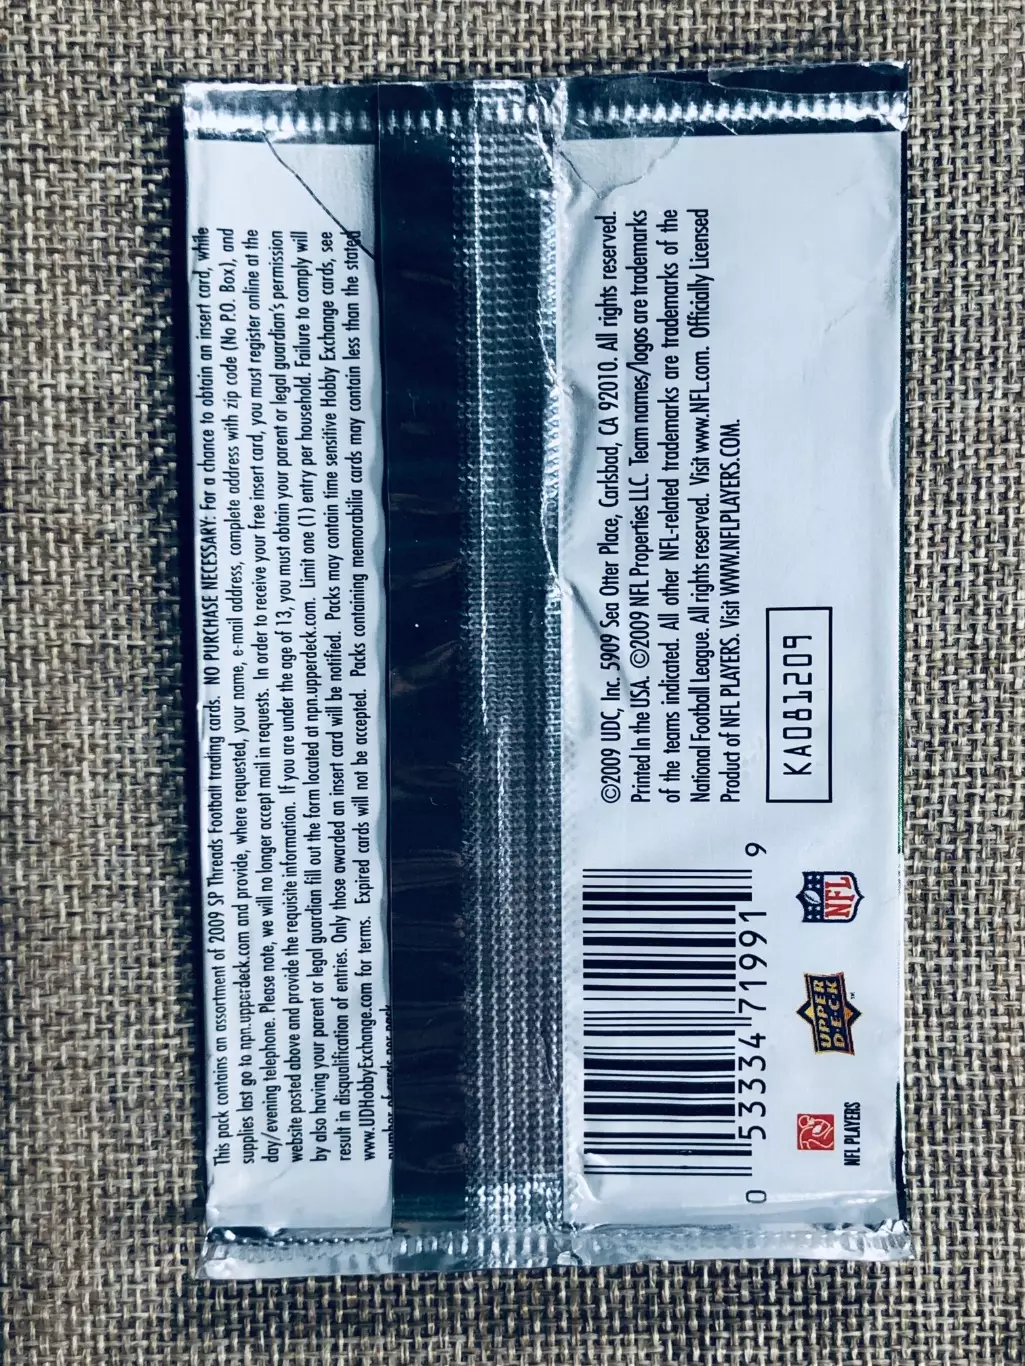 This pack contains an assortment of 2009 SP Threads Football trading cards. NO PURCHASE NECESSARY: For a chance to obtain an insert card, while
supplies last go to npn.upperdeck.com and provide, where requested, your name, e-mail address, complete address with zip code (No P.O. Box), and
day/evening telephone. Please note, we will no longer accept mail in requests. In order to receive your free insert card, you must register online at the
website posted above and provide the requisite information. If you are under the age of 13, you must obtain your parent or legal guardian's permission
by also having your parent or legal guardian fill out the form located at npn.upperdeck.com. Limit one (1) entry per household. Failure to comply will
result in disqualification of entries. Only those awarded an insert card will be notified. Packs may contain time sensitive Hobby Exchange cards, see
www.UDHobbyExchange.com for terms. Expired cards will not be accepted. Packs containing memorabilia cards may contain less than the stated
number of cards per pack.
©2009 UDC, Inc. 5909 Sea Otter Place, Carlsbad, CA 92010. All rights reserved.
Printed In the USA. ©2009 NFL Properties LLC. Team names/logos are trademarks
of the teams indicated. All other NFL-related trademarks are trademarks of the
National Football League. All rights reserved. Visit www.NFL.com. Officially Licensed
Product of NFL PLAYERS. Visit WWW.NFLPLAYERS.COM.
KA081209
0 53334 71991 9
NFL PLAYERS
UPPER
DECK
™
NFL